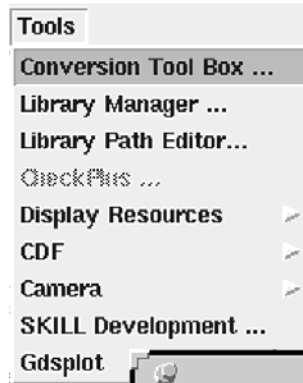 Tools
Conversion Tool Box ...
Library Manager ...
Library Path Editor...
CheckPlus ...
Display Resources
CDF
Camera
SKILL Development ...
Gdsplot